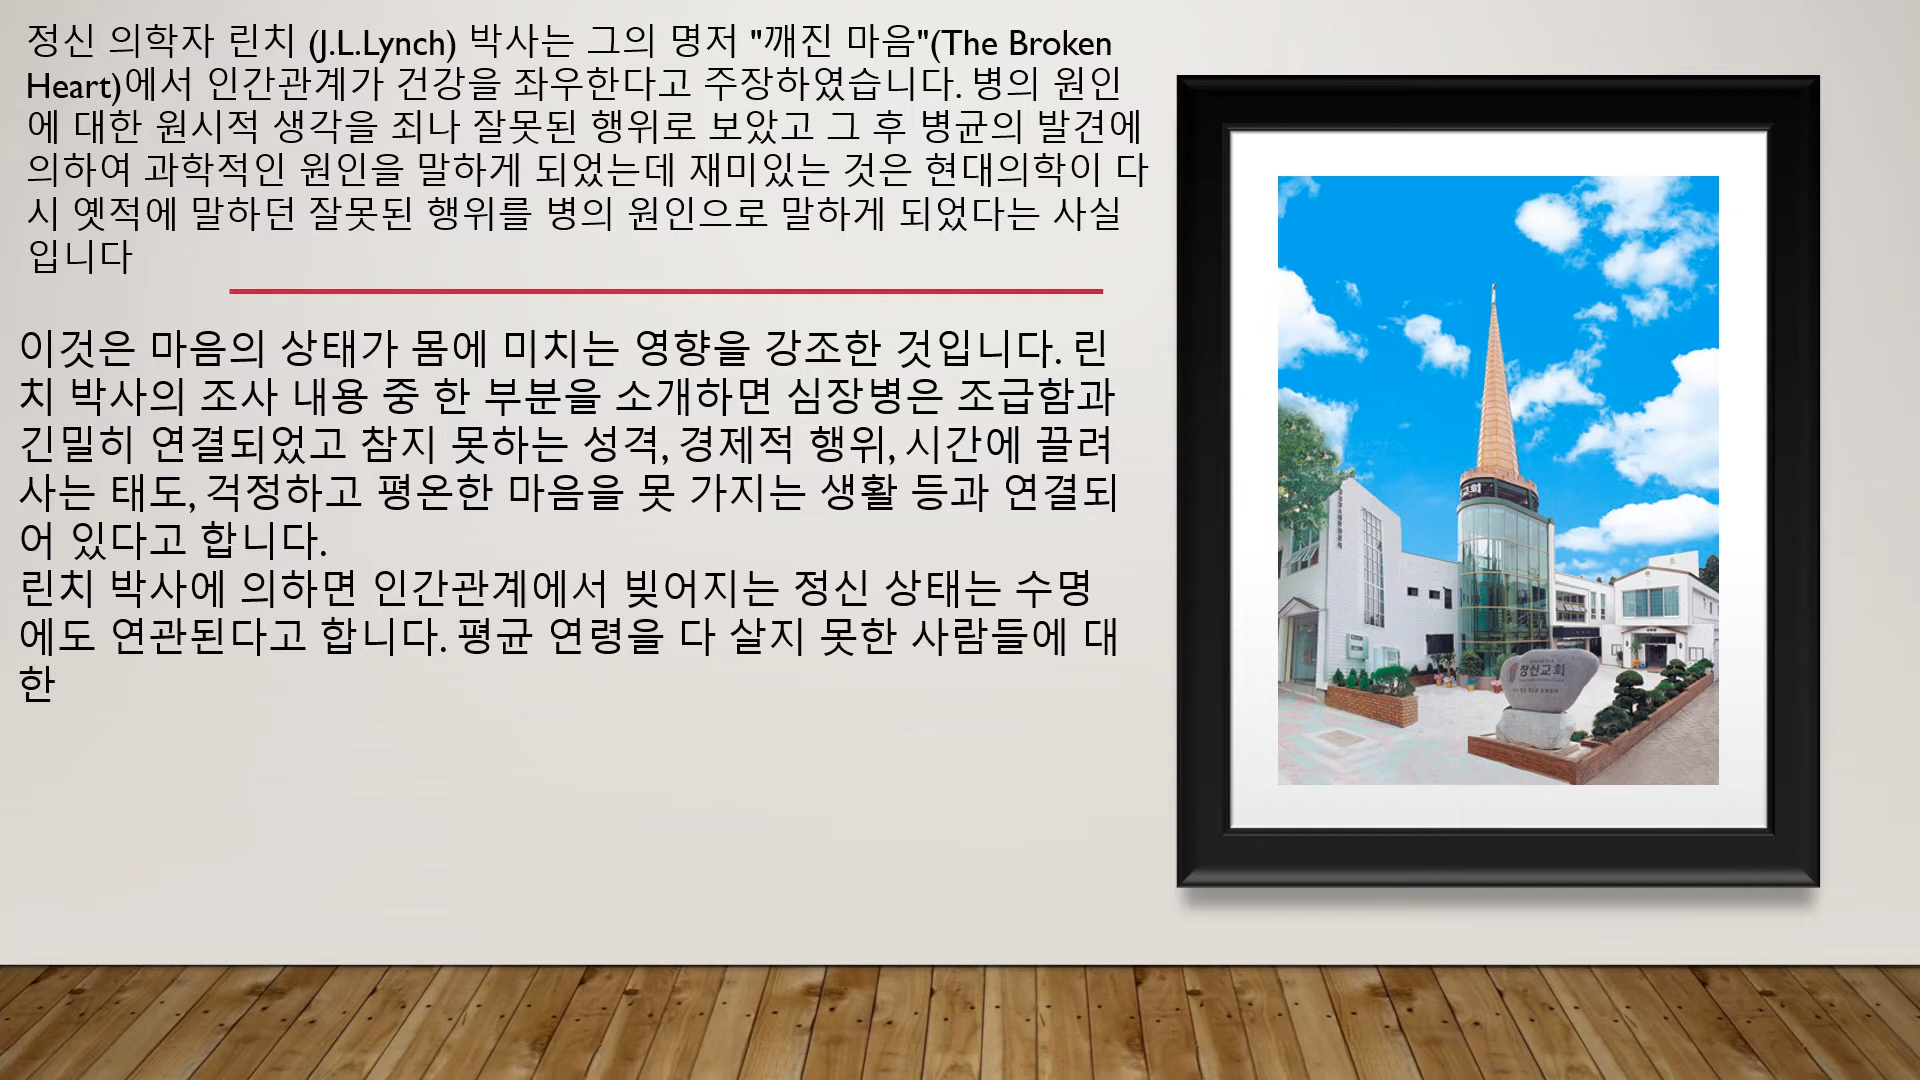 정신 의학자 린치 (J.L.Lynch) 박사는 그의 명저 "깨진 마음"(The Broken
Heart)에서 인간관계가 건강을 좌우한다고 주장하였습니다. 병의 원인
에 대한 원시적 생각을 죄나 잘못된 행위로 보았고 그 후 병균의 발견에
의하여 과학적인 원인을 말하게 되었는데 재미있는 것은 현대의학이 다
시 옛적에 말하던 잘못된 행위를 병의 원인으로 말하게 되었다는 사실
입니다
이것은 마음의 상태가 몸에 미치는 영향을 강조한 것입니다. 린
치 박사의 조사 내용 중 한 부분을 소개하면 심장병은 조급함과
긴밀히 연결되었고 참지 못하는 성격, 경제적 행위, 시간에 끌려
사는 태도, 걱정하고 평온한 마음을 못 가지는 생활 등과 연결되
어 있다고 합니다.
린치 박사에 의하면 인간관계에서 빚어지는 정신 상태는 수명
에도 연관된다고 합니다. 평균 연령을 다 살지 못한 사람들에 대
한
교회
창신교회